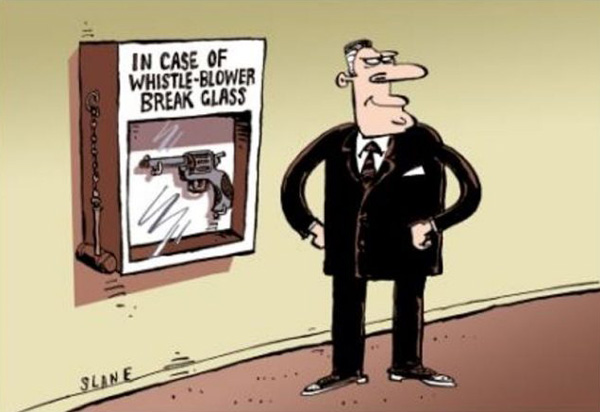 IN CASE OF
WHISTLE-BLOWER
BREAK GLASS
SLANE